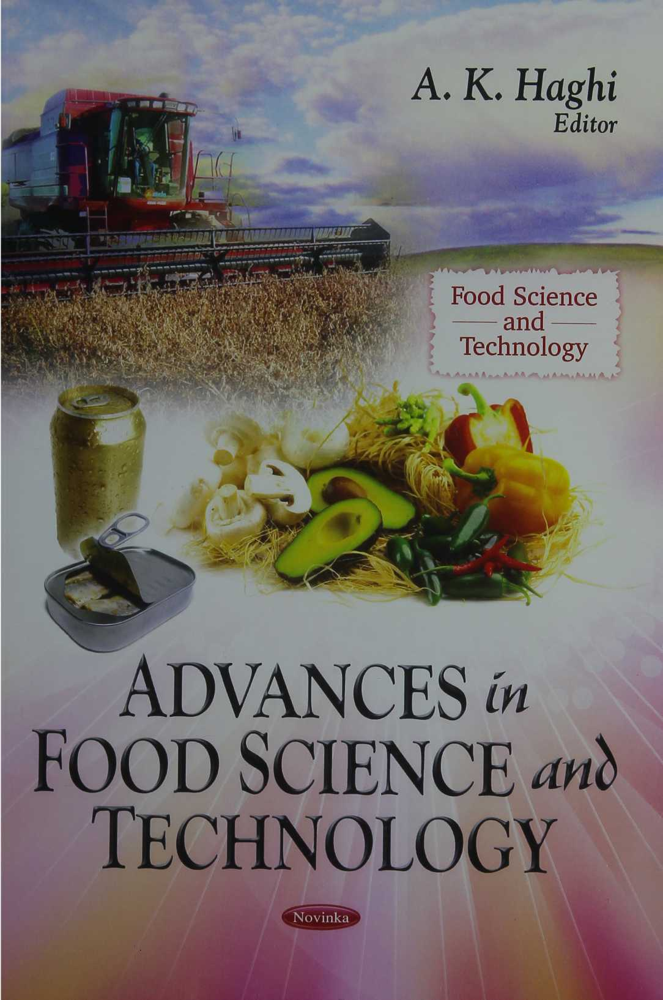 A. K. Haghi
Editor
Food Science
and
Technology
ADVANCES in
FOOD SCIENCE and
TECHNOLOGY
Novinka